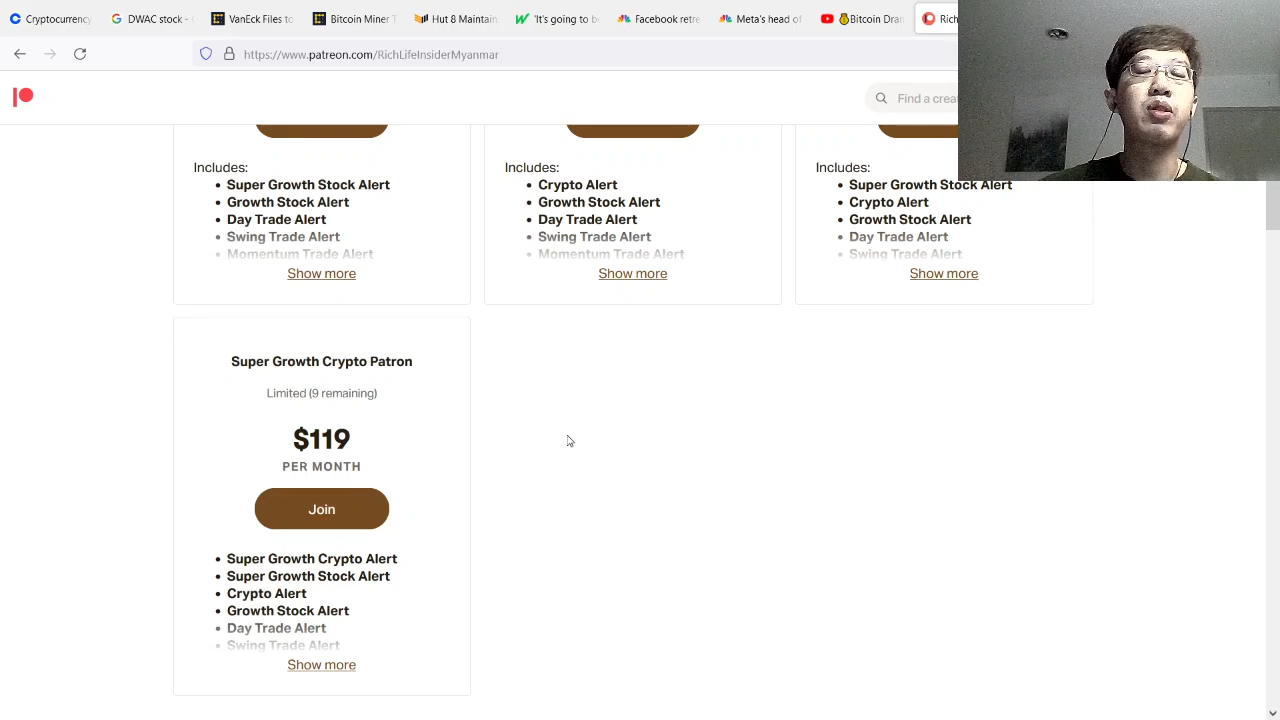 Cryptocurrency
DWAC stock -
VanEck Files to
Bitcoin Miner T
Hut 8 Maintain
'It's going to b
Facebook retre
Meta's head of
Bitcoin Dra
Rich
https://www.patreon.com/RichLifeInsiderMyanmar
Find a crea
Includes:
• Super Growth Stock Alert
• Growth Stock Alert
• Day Trade Alert
• Swing Trade Alert
• Momentum Trade Alert
Show more
Includes:
• Crypto Alert
• Growth Stock Alert
• Day Trade Alert
• Swing Trade Alert
• Momentum Trade Alert
Show more
Includes:
• Super Growth Stock Alert
• Crypto Alert
• Growth Stock Alert
• Day Trade Alert
• Swing Trade Alert
Show more
Super Growth Crypto Patron
Limited (9 remaining)
$119
PER MONTH
Join
• Super Growth Crypto Alert
• Super Growth Stock Alert
• Crypto Alert
• Growth Stock Alert
• Day Trade Alert
• Swing Trade Alert
Show more